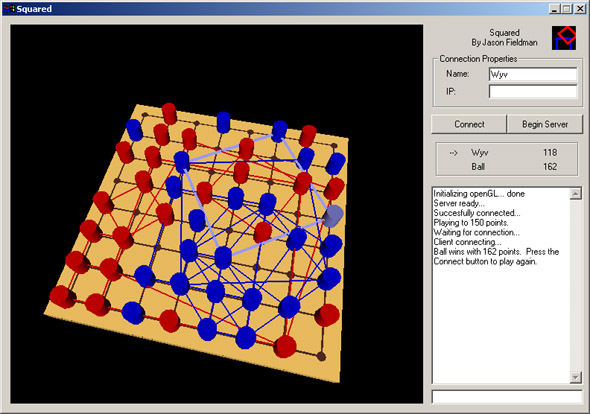 Squared
Squared
By Jason Fieldman
Connection Properties
Name: Wyv
IP:
Connect Begin Server
--> Wyv 118
Ball 162
Initializing openGL... done
Server ready...
Succesfully connected...
Playing to 150 points.
Waiting for connection...
Client connecting...
Ball wins with 162 points. Press the
Connect button to play again.